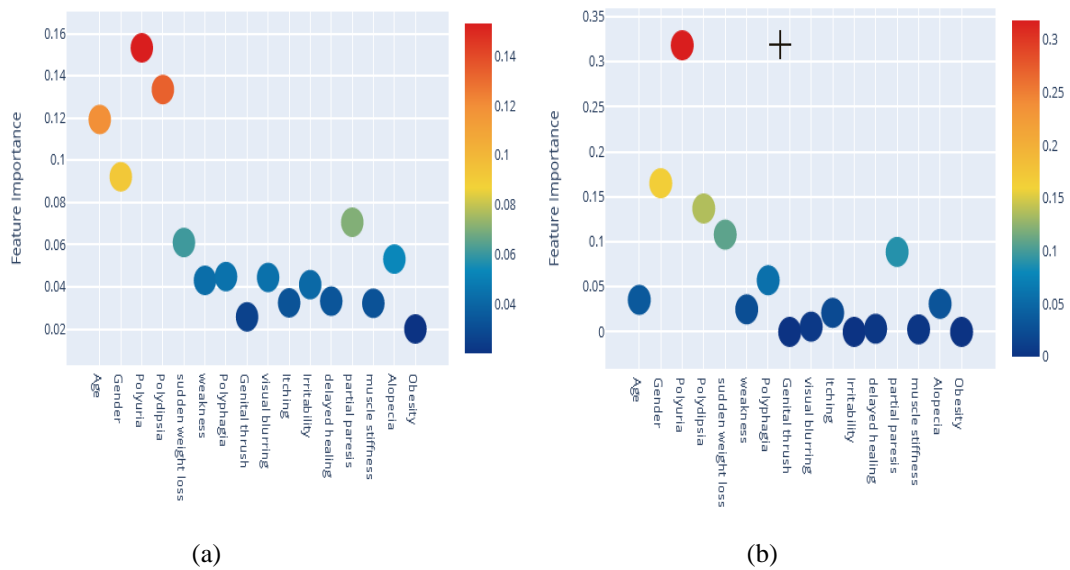 0.16
0.14
0.12
0.1
0.08
0.06
0.04
0.02
Feature Importance
Age
Gender
Polyuria
Polydipsia
sudden weight loss
weakness
Polyphagia
Genital thrush
visual blurring
Itching
Irritability
delayed healing
partial paresis
muscle stiffness
Alopecia
Obesity
0.14
0.12
0.1
0.08
0.06
0.04
(a)
0.35
0.3
0.25
0.2
0.15
0.1
0.05
0
Feature Importance
Age
Gender
Polyuria
Polydipsia
sudden weight loss
weakness
Polyphagia
Genital thrush
visual blurring
Itching
Irritability
delayed healing
partial paresis
muscle stiffness
Alopecia
Obesity
0.3
0.25
0.2
0.15
0.1
0.05
0
(b)